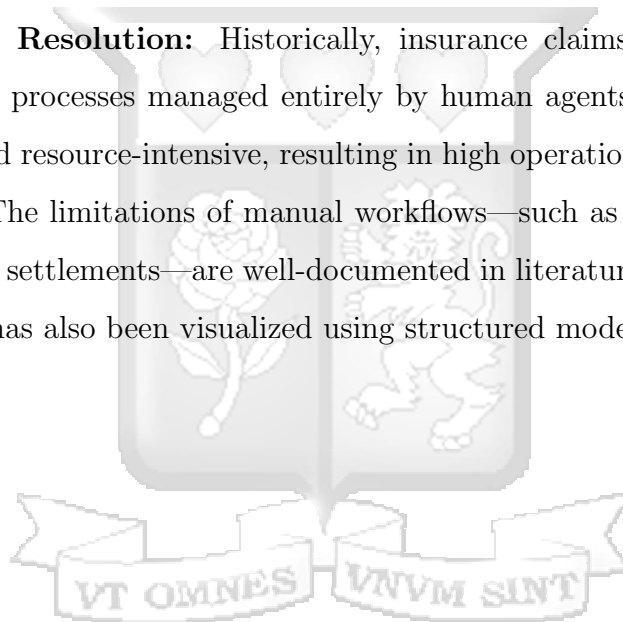 Resolution: Historically, insurance claims
processes managed entirely by human agents
d resource-intensive, resulting in high operation
The limitations of manual workflows—such as
settlements—are well-documented in literatur
has also been visualized using structured mode
VT OMNES VNVM SINT